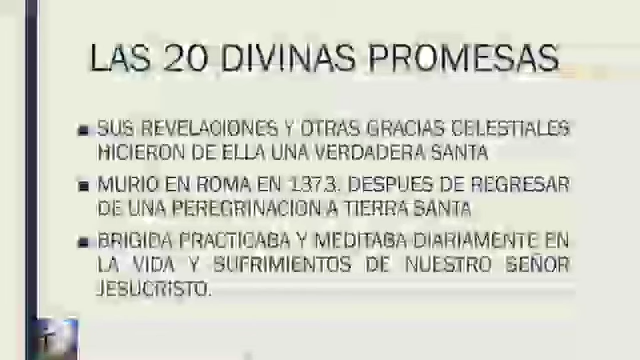 LAS 20 DIVINAS PROMESAS
SUS REVELACIONES Y OTRAS GRACIAS CELESTIALES
HICIERON DE ELLA UNA VERDADERA SANTA
MURIO EN ROMA EN 1373. DESPUES DE REGRESAR
DE UNA PEREGRINACION A TIERRA SANTA
BRIGIDA PRACTICABA Y MEDITABA DIARIAMENTE EN
LA VIDA Y SUFRIMIENTOS DE NUESTRO SEÑOR
JESUCRISTO.